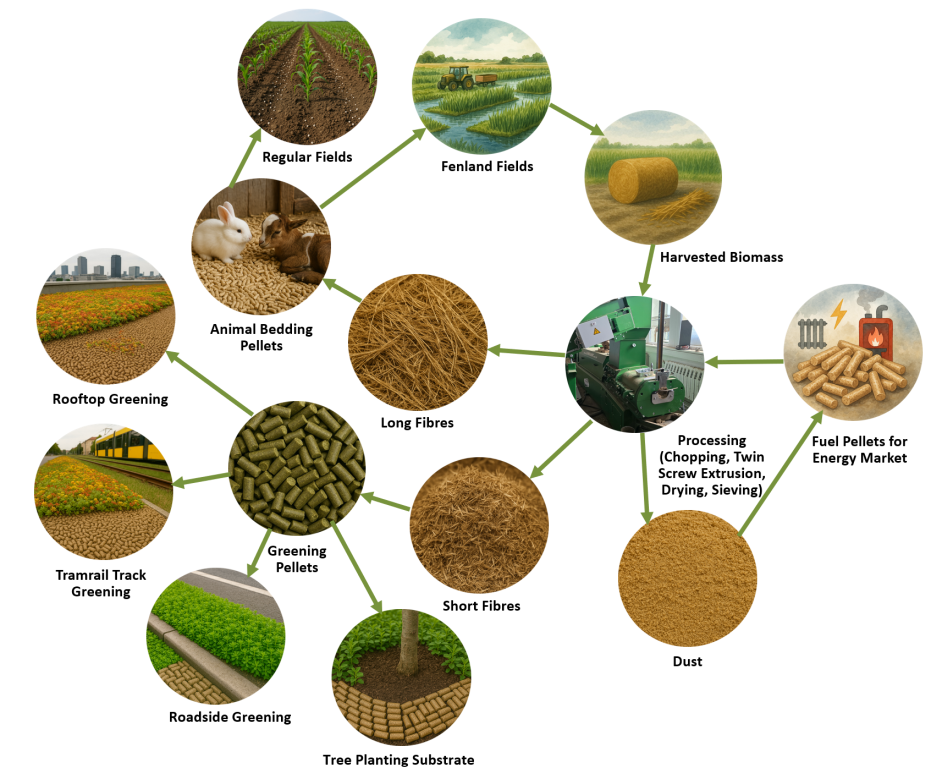 Regular Fields
Fenland Fields
Harvested Biomass
Animal Bedding
Pellets
Rooftop Greening
Long Fibres
Processing
(Chopping, Twin
Screw Extrusion,
Drying, Sieving)
Fuel Pellets for
Energy Market
Greening
Pellets
Tramrail Track
Greening
Short Fibres
Dust
Roadside Greening
Tree Planting Substrate